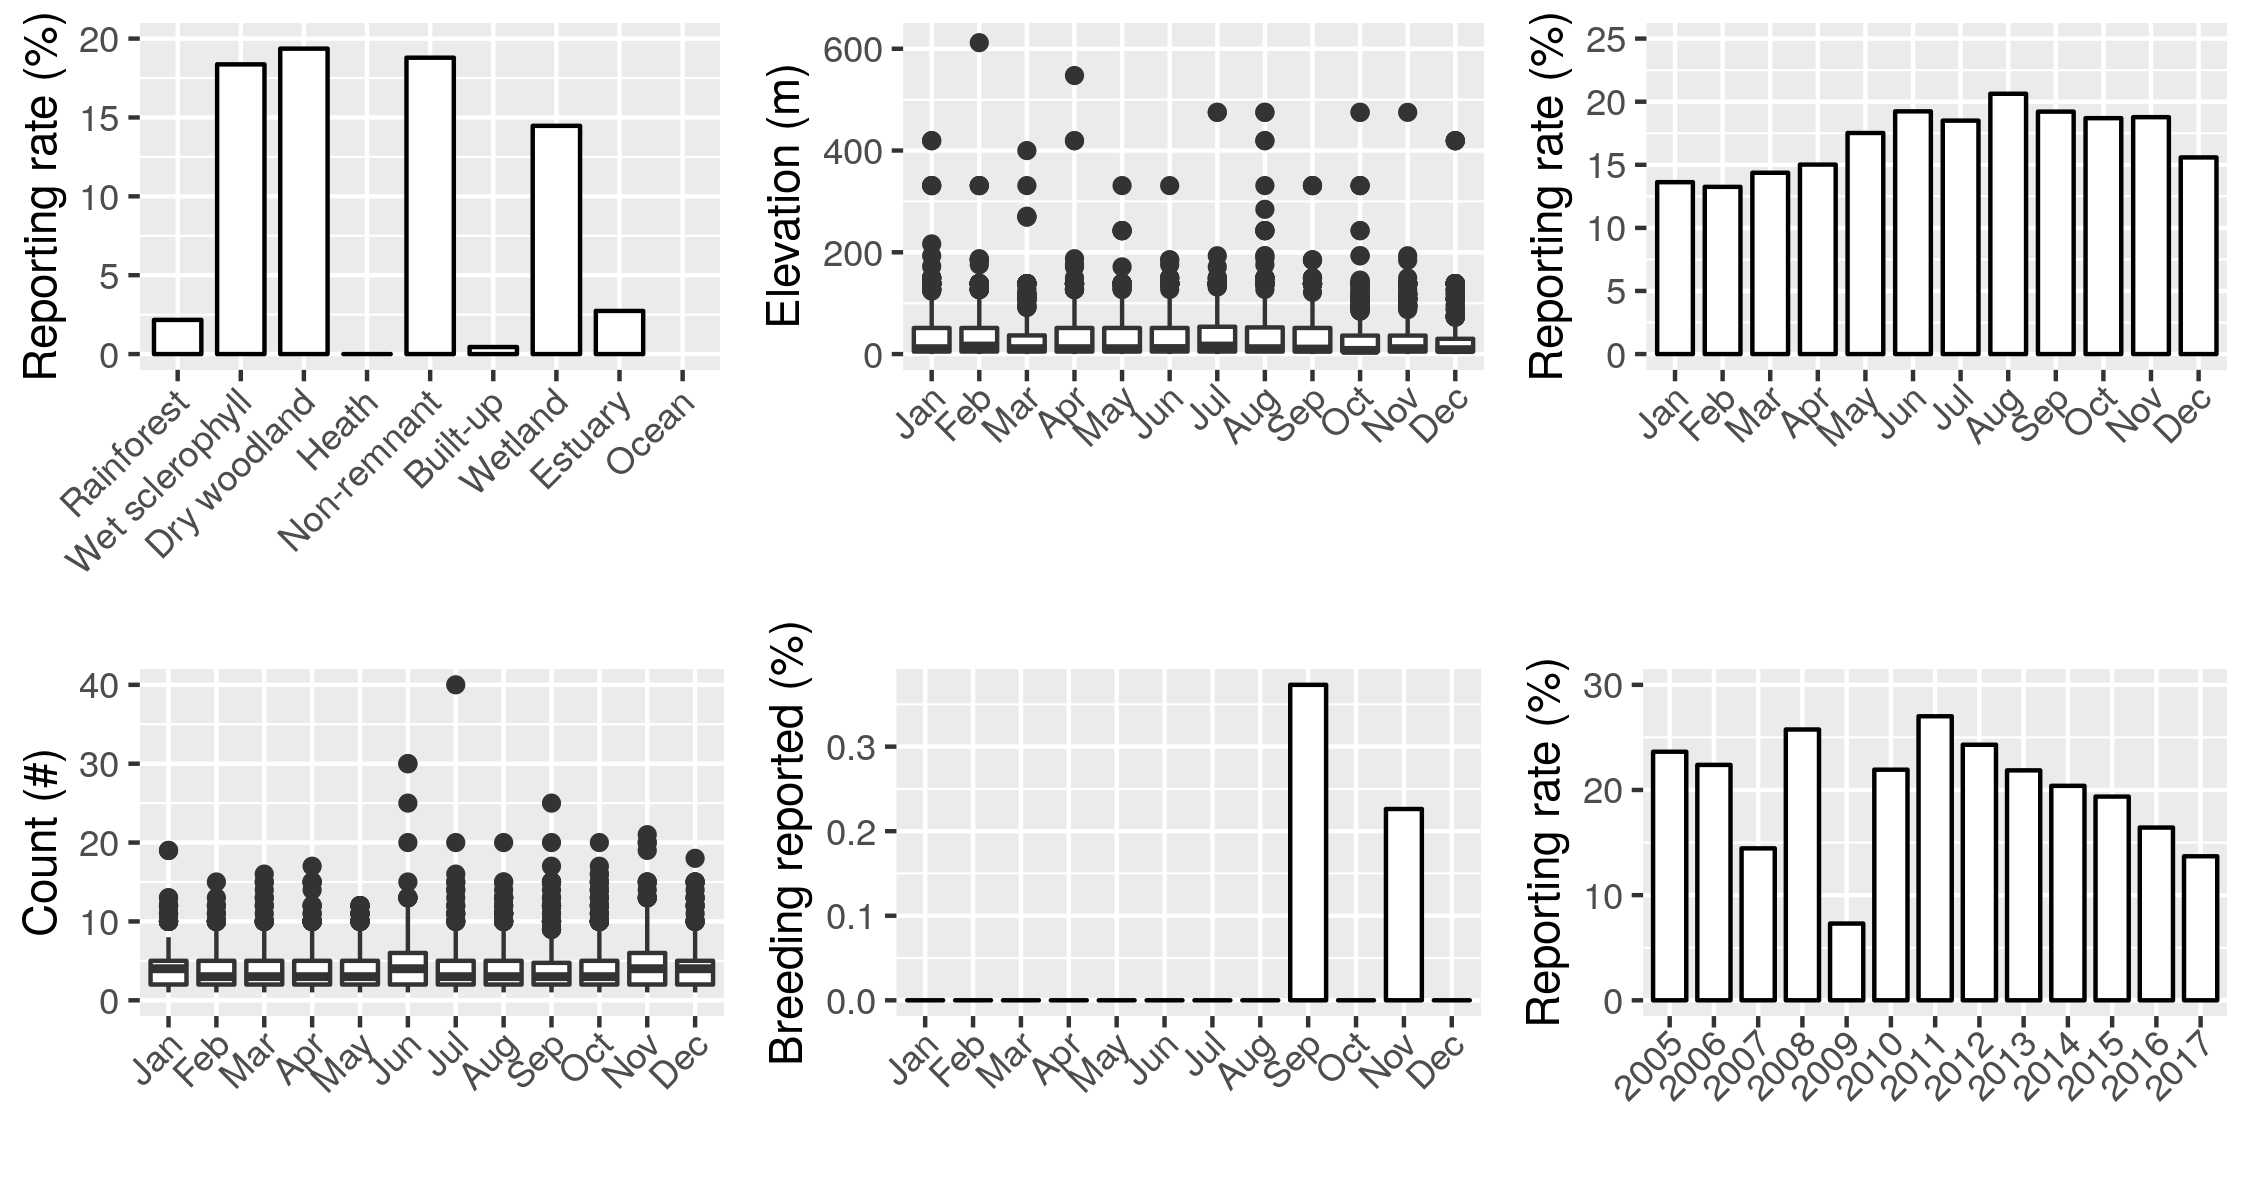 Reporting rate (%)
20
15
10
5
0
Rainforest
Wet sclerophyll
Dry woodland
Heath
Non-remnant
Built-up
Wetland
Estuary
Ocean
Elevation (m)
600
400
200
0
Jan
Feb
Mar
Apr
May
Jun
Jul
Aug
Sep
Oct
Nov
Dec
Reporting rate (%)
25
20
15
10
5
0
Jan
Feb
Mar
Apr
May
Jun
Jul
Aug
Sep
Oct
Nov
Dec
Count (#)
40
30
20
10
0
Jan
Feb
Mar
Apr
May
Jun
Jul
Aug
Sep
Oct
Nov
Dec
Breeding reported (%)
0.3
0.2
0.1
0.0
Jan
Feb
Mar
Apr
May
Jun
Jul
Aug
Sep
Oct
Nov
Dec
Reporting rate (%)
30
20
10
0
2005
2006
2007
2008
2009
2010
2011
2012
2013
2014
2015
2016
2017